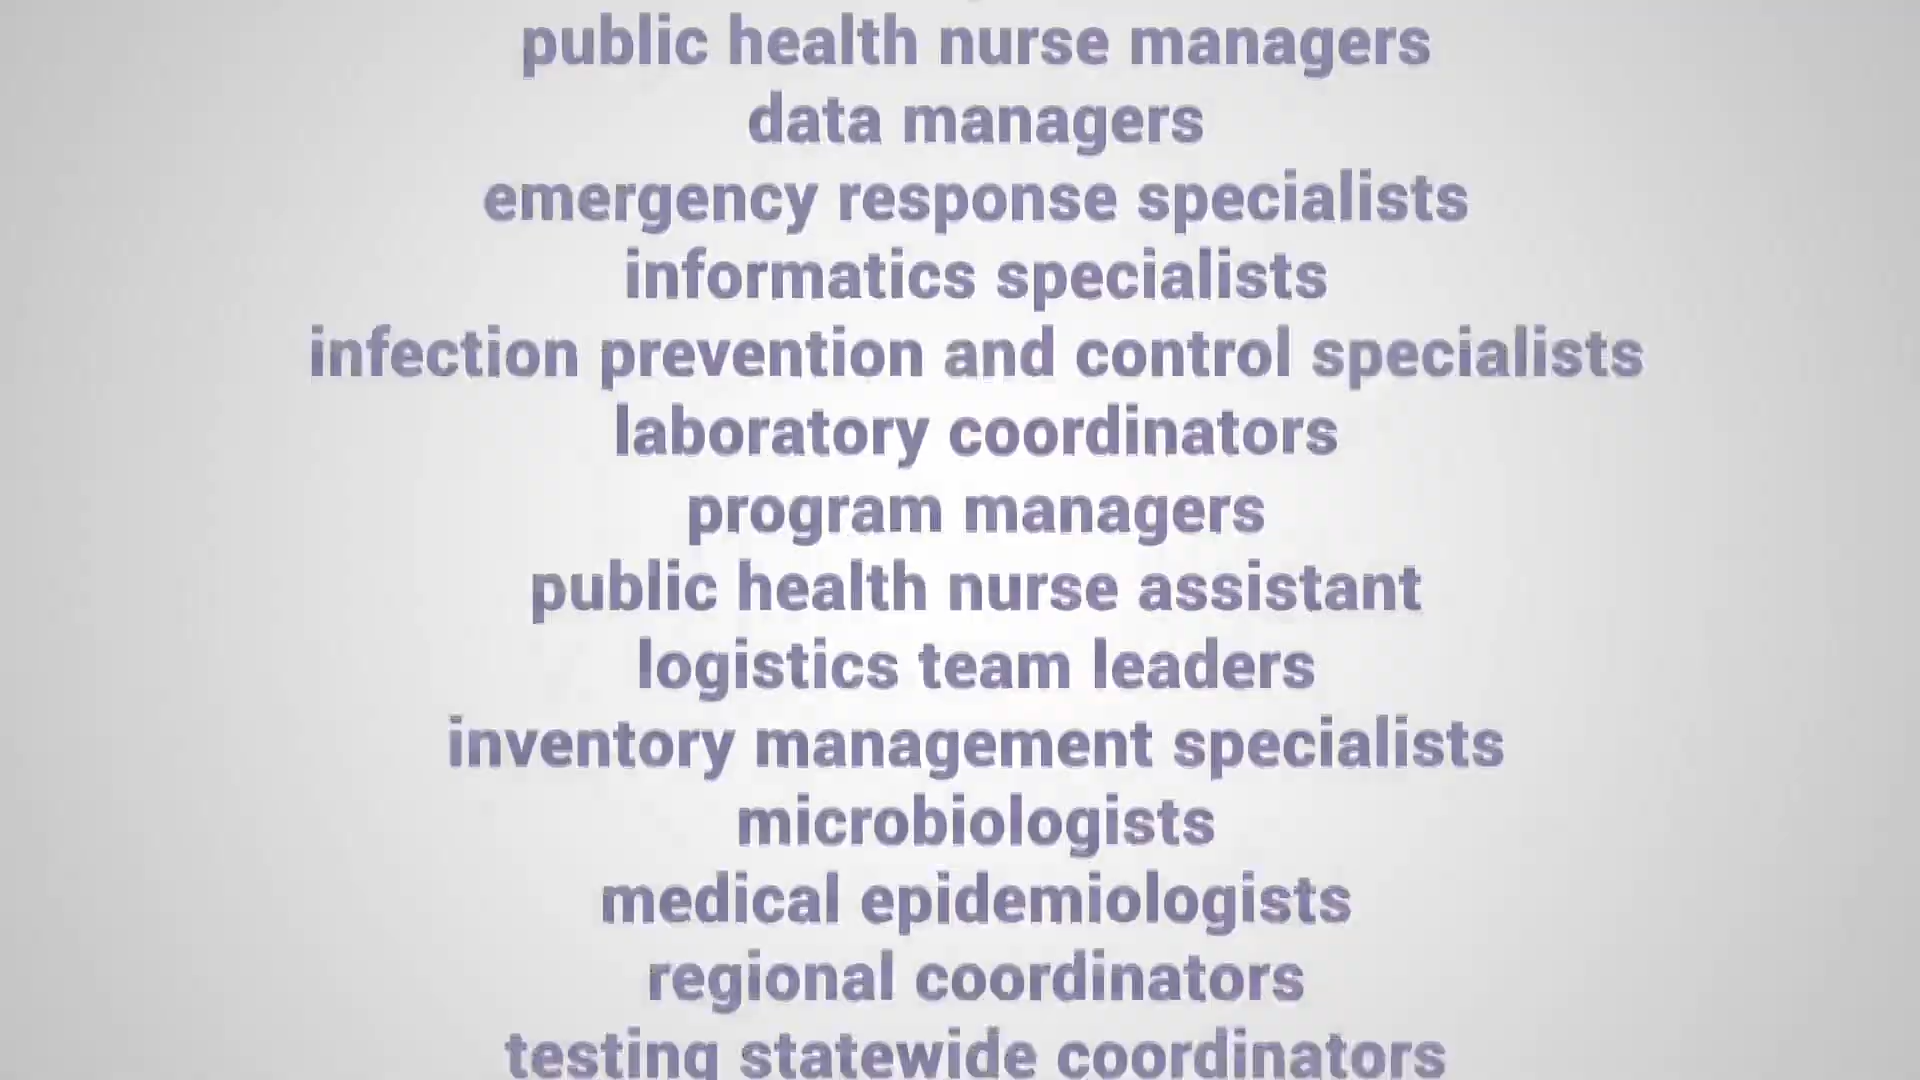 public health nurse managers
data managers
emergency response specialists
informatics specialists
infection prevention and control specialists
laboratory coordinators
program managers
public health nurse assistant
logistics team leaders
inventory management specialists
microbiologists
medical epidemiologists
regional coordinators
testing statewide coordinators